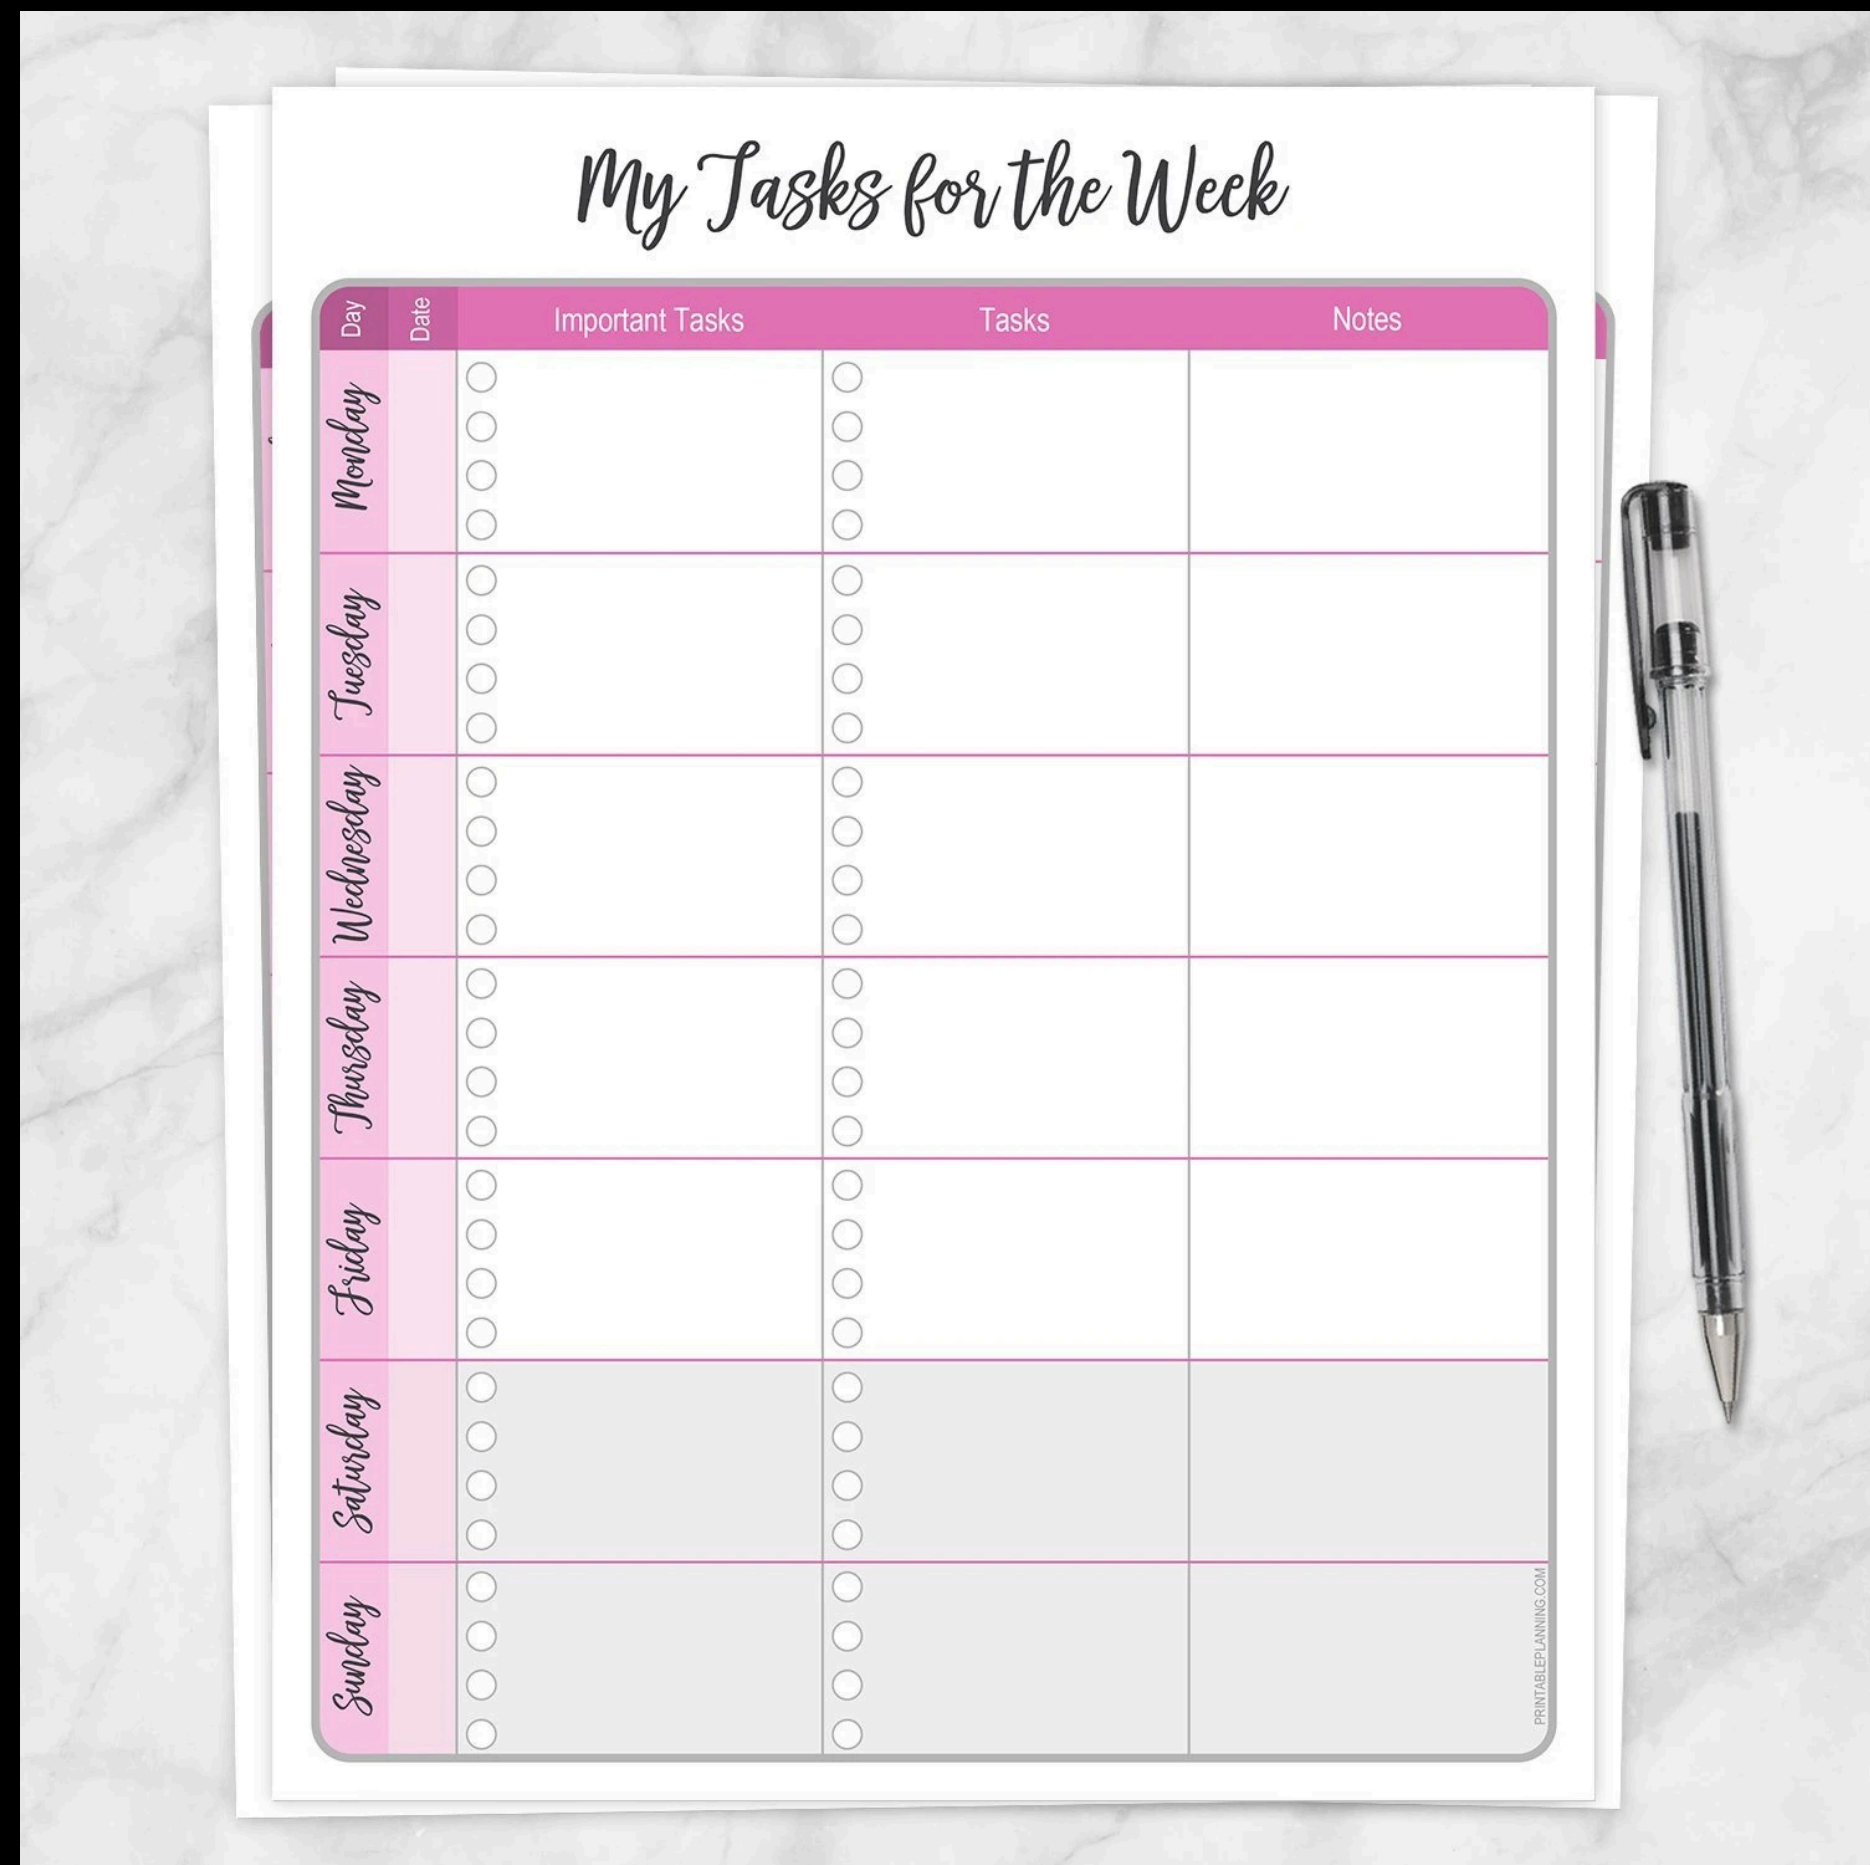 My Tasks for the Week
Day Date Important Tasks Tasks Notes
Monday
Tuesday
Wednesday
Thursday
Friday
Saturday
Sunday
PRINTABLEPLANNING.COM